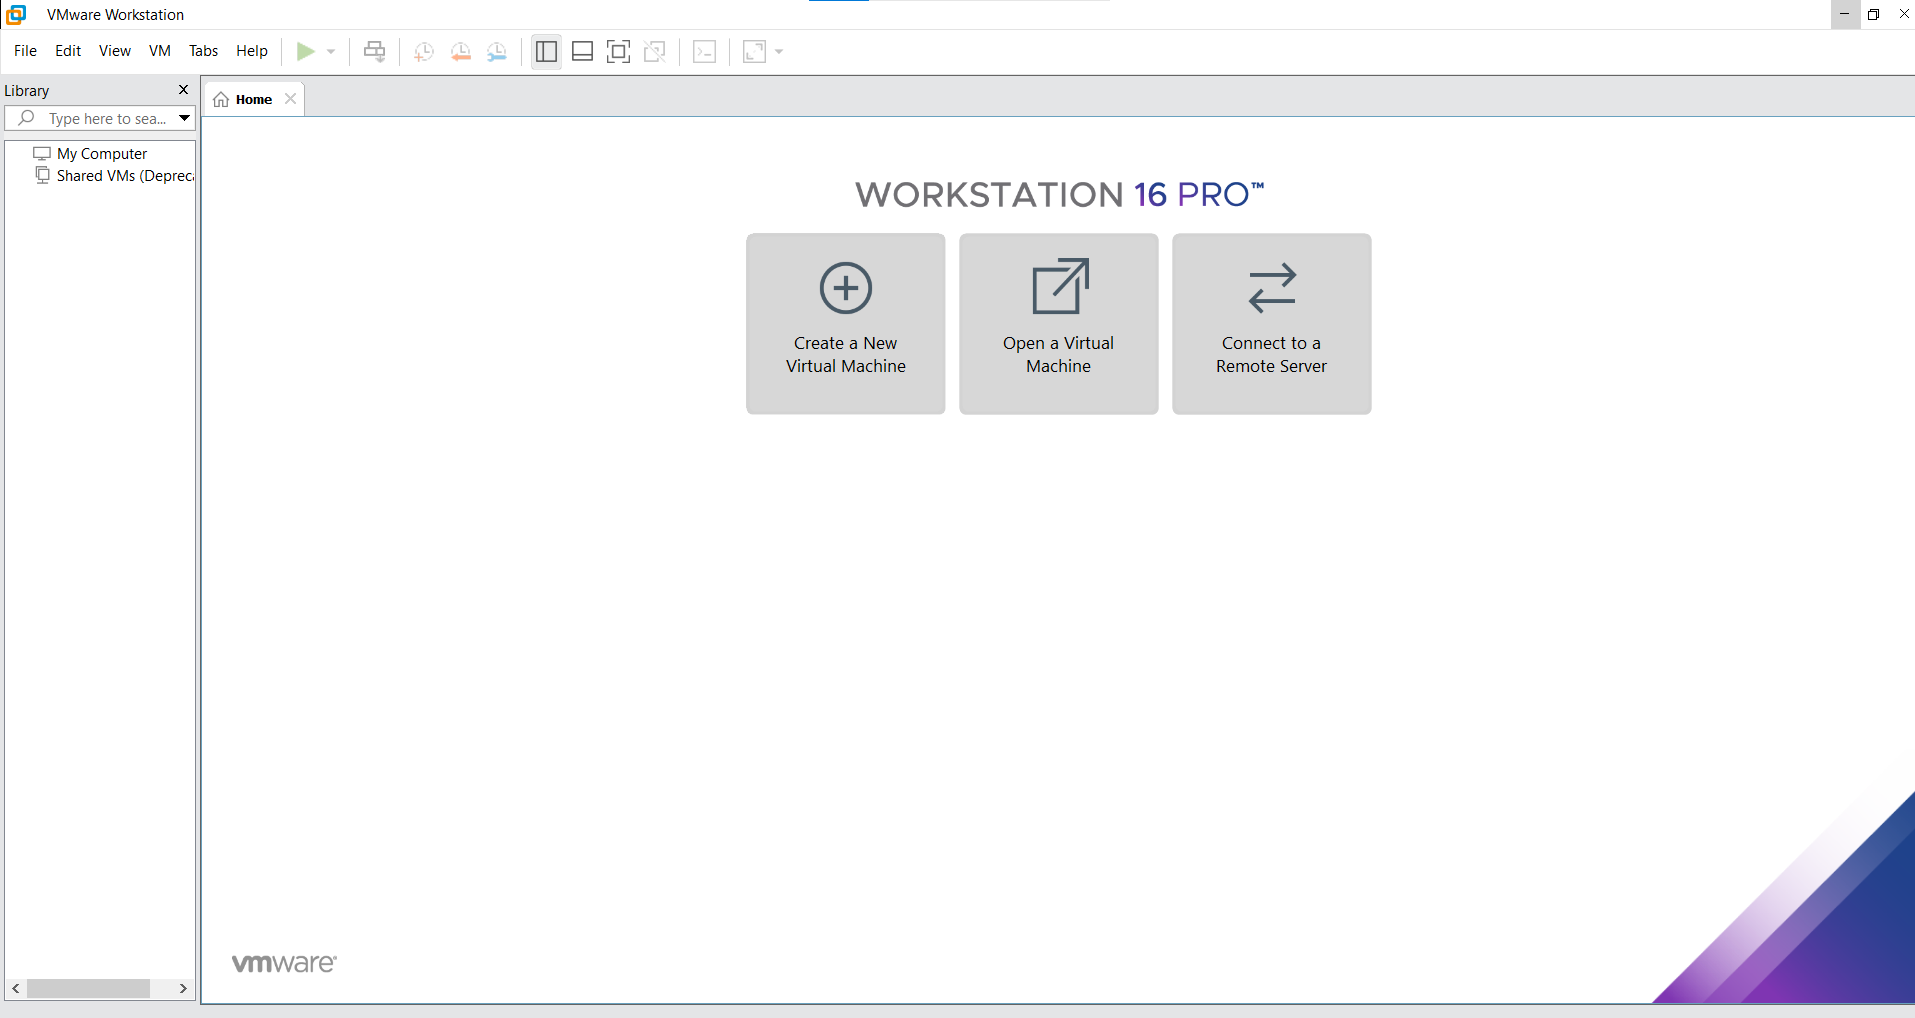 VMware Workstation
File Edit View VM Tabs Help
Library
Type here to sea...
My Computer
Shared VMs (Depreca
Home
WORKSTATION 16 PRO™
Create a New
Virtual Machine
Open a Virtual
Machine
Connect to a
Remote Server
vmware